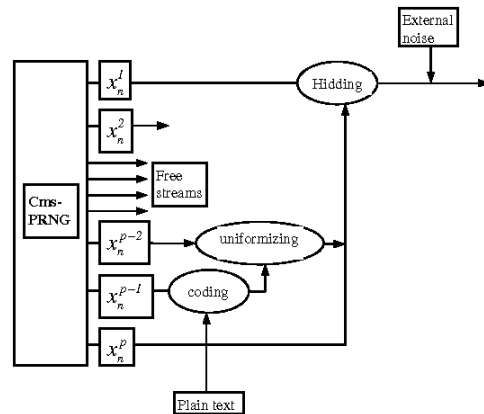 External
noise
x_n^1
Hidding
x_n^2
Free
streams
Cms-
PRNG
x_n^{p-2}
uniformizing
x_n^{p-1}
coding
x_n^p
Plain text